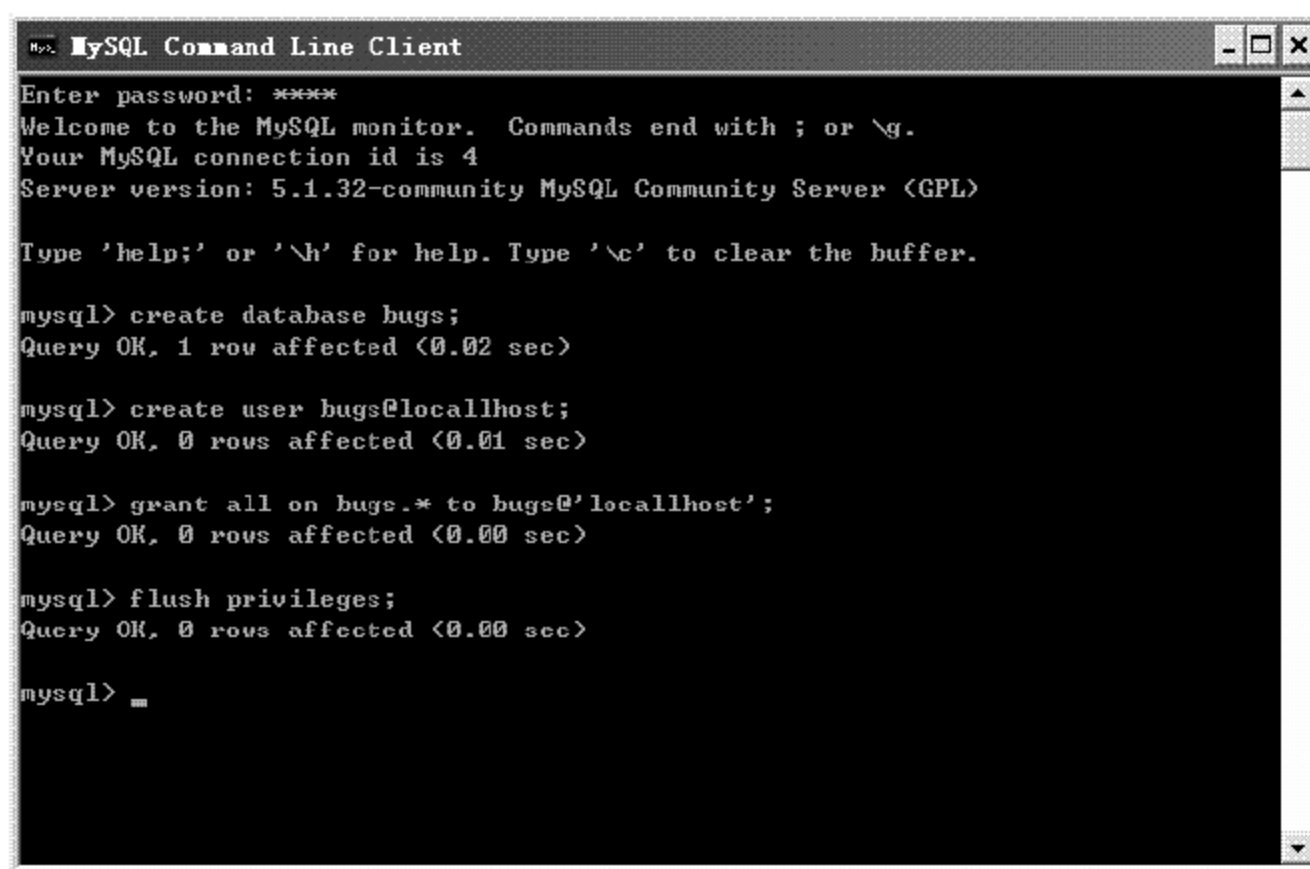 MySQL Command Line Client
Enter password: ****
Welcome to the MySQL monitor.  Commands end with ; or \g.
Your MySQL connection id is 4
Server version: 5.1.32-community MySQL Community Server (GPL)
Type 'help;' or '\h' for help. Type '\c' to clear the buffer.
mysql> create database bugs;
Query OK, 1 row affected (0.02 sec)
mysql> create user bugs@locallhost;
Query OK, 0 rows affected (0.01 sec)
mysql> grant all on bugs.* to bugs@'locallhost';
Query OK, 0 rows affected (0.00 sec)
mysql> flush privileges;
Query OK, 0 rows affected (0.00 sec)
mysql> _